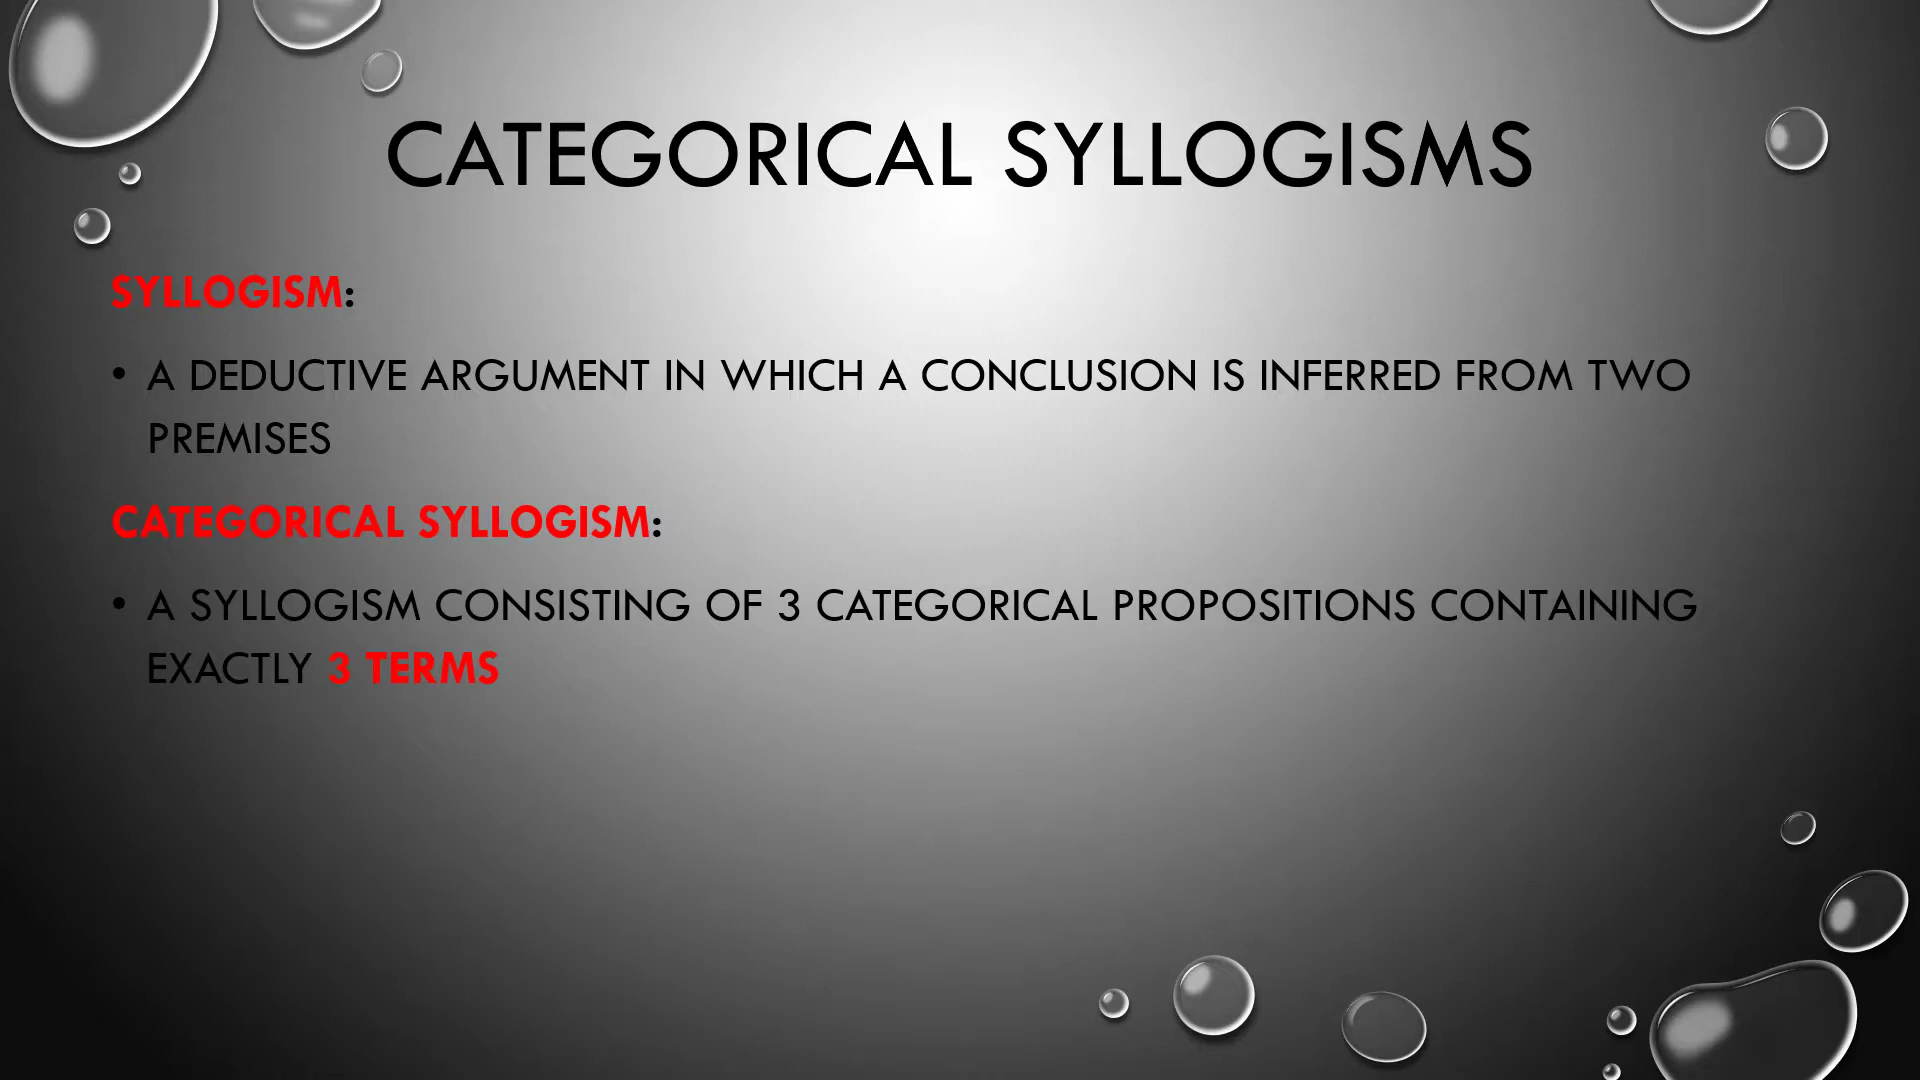 CATEGORICAL SYLLOGISMS
SYLLOGISM:
• A DEDUCTIVE ARGUMENT IN WHICH A CONCLUSION IS INFERRED FROM TWO
PREMISES
CATEGORICAL SYLLOGISM:
• A SYLLOGISM CONSISTING OF 3 CATEGORICAL PROPOSITIONS CONTAINING
EXACTLY 3 TERMS